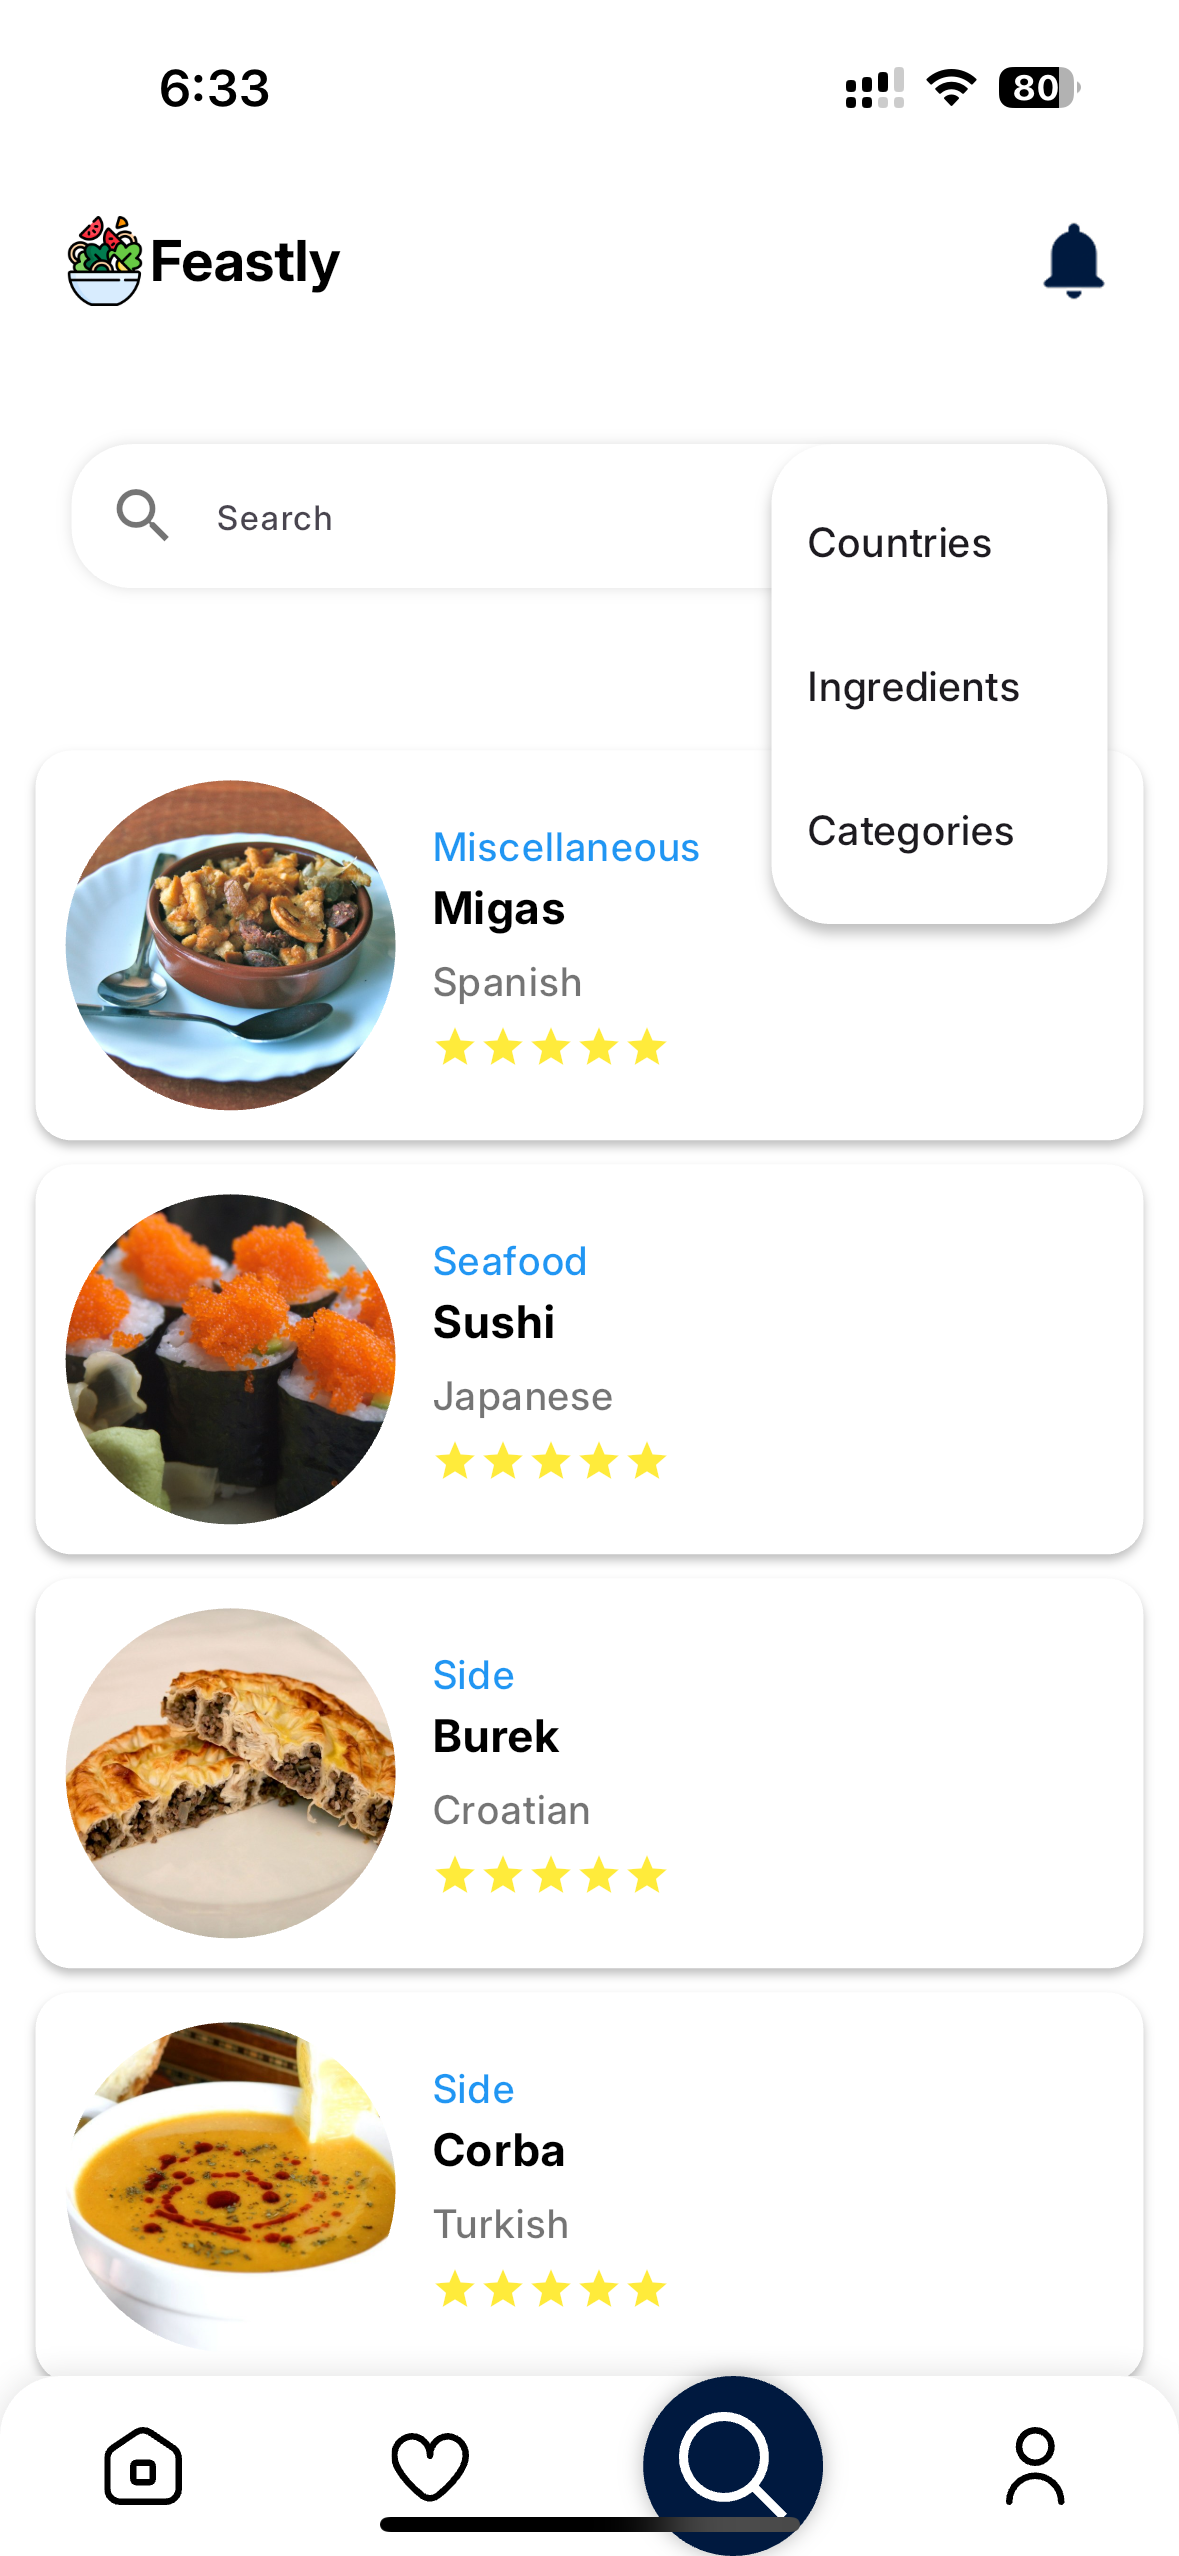 6:33
80
Feastly
Search
Countries
Ingredients
Categories
Miscellaneous
Migas
Spanish
Seafood
Sushi
Japanese
Side
Burek
Croatian
Side
Corba
Turkish